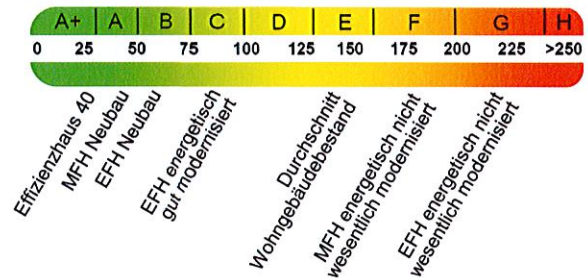 A+ A B C D E F G H
0 25 50 75 100 125 150 175 200 225 >250
Effizienzhaus 40
MFH Neubau
EFH Neubau
EFH energetisch
gut modernisiert
Durchschnitt
Wohngebäudebestand
MFH energetisch nicht
wesentlich modernisiert
EFH energetisch nicht
wesentlich modernisiert